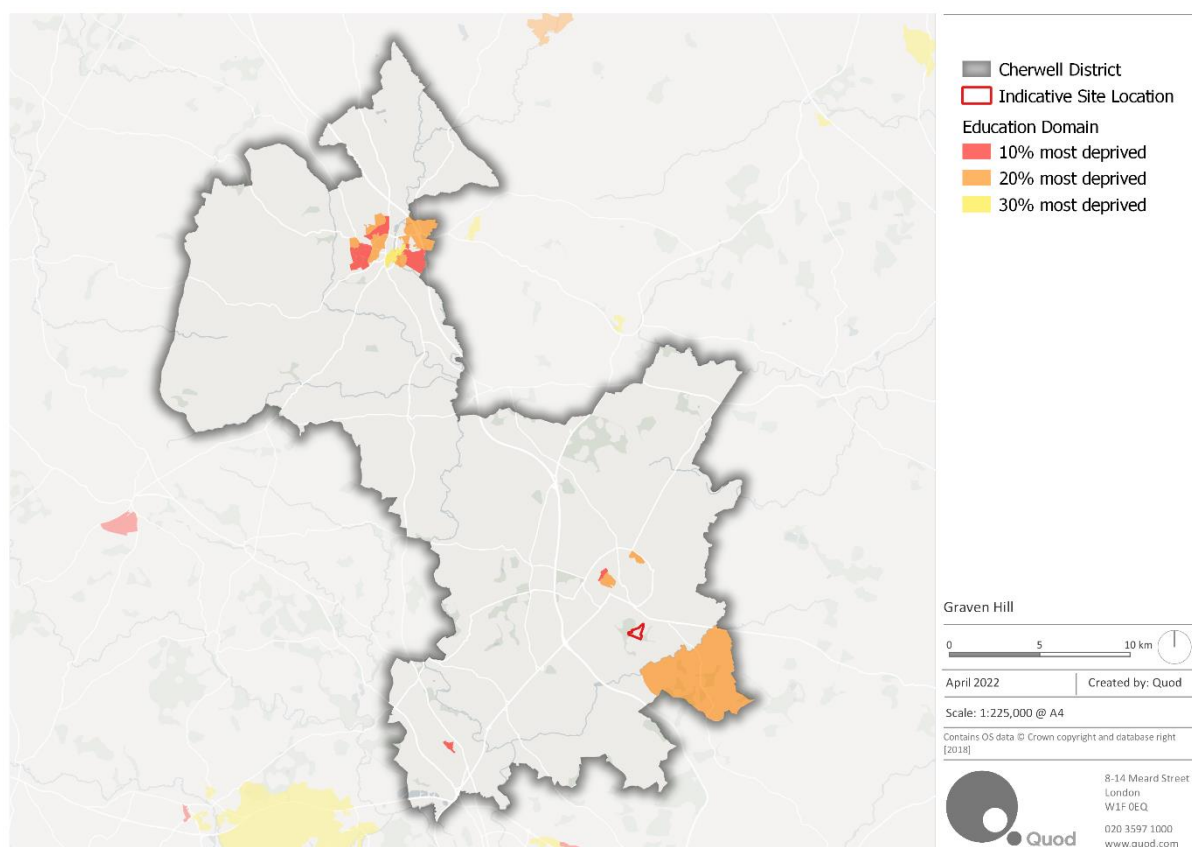 Cherwell District
Indicative Site Location
Education Domain
10% most deprived
20% most deprived
30% most deprived
Graven Hill
0 5 10 km
April 2022 Created by: Quod
Scale: 1:225,000 @ A4
Contains OS data © Crown copyright and database right
[2018]
8-14 Meard Street
London
W1F 0EQ
020 3597 1000
www.quod.com
Quod